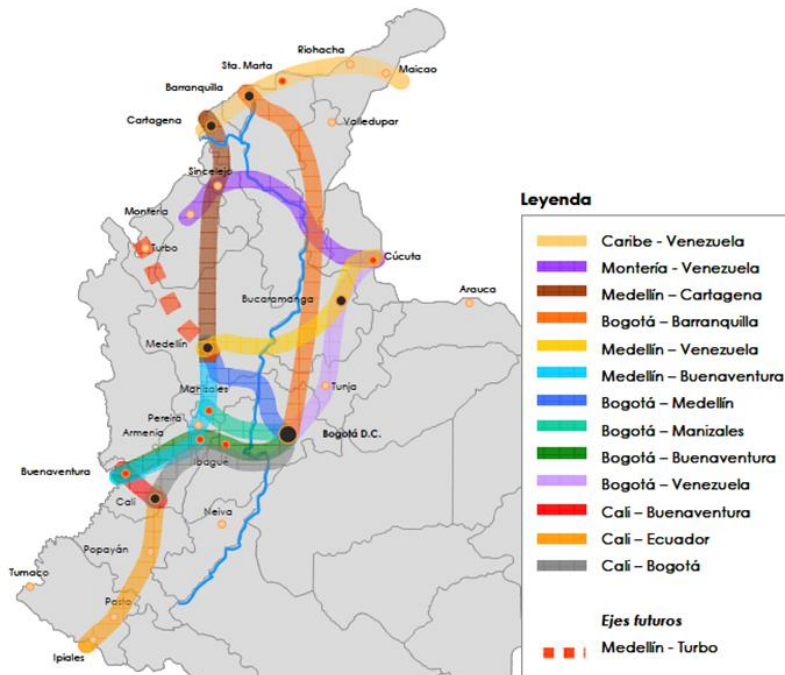 Riohacha
Sta. Marta
Maicao
Barranquilla
Cartagena
Valledupar
Sincelejo
Montería
Turbo
Cúcuta
Bucaramanga
Arauca
Medellín
Manizales
Tunja
Pereira
Armenia
Bogotá D.C.
Ibagué
Buenaventura
Cali
Neiva
Popayán
Tumaco
Pasto
Ipiales
Leyenda
Caribe - Venezuela
Montería - Venezuela
Medellín – Cartagena
Bogotá – Barranquilla
Medellín – Venezuela
Medellín – Buenaventura
Bogotá – Medellín
Bogotá – Manizales
Bogotá – Buenaventura
Bogotá – Venezuela
Cali – Buenaventura
Cali – Ecuador
Cali – Bogotá
Ejes futuros
Medellín - Turbo